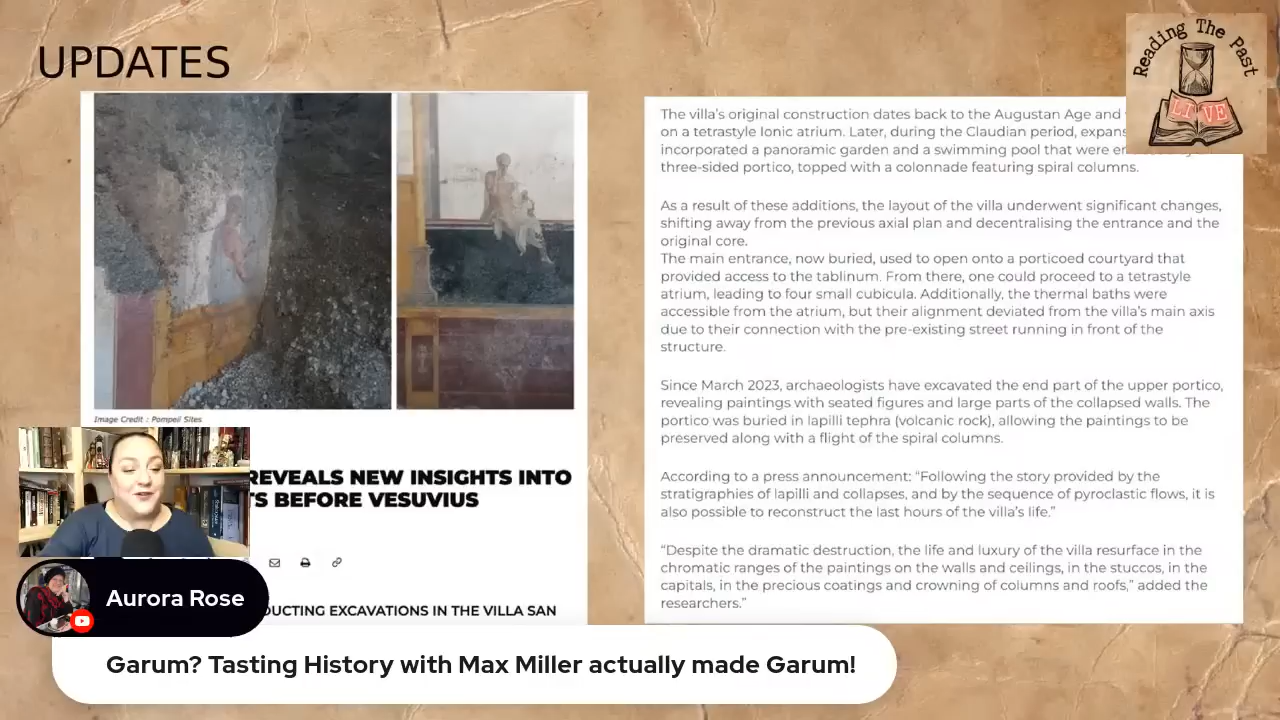 UPDATES
Reading The Past
LIVE
Image Credit : Pompeii Sites
REVEALS NEW INSIGHTS INTO
TS BEFORE VESUVIUS
DUCTING EXCAVATIONS IN THE VILLA SAN
The villa's original construction dates back to the Augustan Age and
on a tetrastyle Ionic atrium. Later, during the Claudian period, expans
incorporated a panoramic garden and a swimming pool that were en
three-sided portico, topped with a colonnade featuring spiral columns.
As a result of these additions, the layout of the villa underwent significant changes,
shifting away from the previous axial plan and decentralising the entrance and the
original core.
The main entrance, now buried, used to open onto a porticoed courtyard that
provided access to the tablinum. From there, one could proceed to a tetrastyle
atrium, leading to four small cubicula. Additionally, the thermal baths were
accessible from the atrium, but their alignment deviated from the villa's main axis
due to their connection with the pre-existing street running in front of the
structure.
Since March 2023, archaeologists have excavated the end part of the upper portico,
revealing paintings with seated figures and large parts of the collapsed walls. The
portico was buried in lapilli tephra (volcanic rock), allowing the paintings to be
preserved along with a flight of the spiral columns.
According to a press announcement: “Following the story provided by the
stratigraphies of lapilli and collapses, and by the sequence of pyroclastic flows, it is
also possible to reconstruct the last hours of the villa's life.”
“Despite the dramatic destruction, the life and luxury of the villa resurface in the
chromatic ranges of the paintings on the walls and ceilings, in the stuccos, in the
capitals, in the precious coatings and crowning of columns and roofs,” added the
researchers.”
Aurora Rose
Garum? Tasting History with Max Miller actually made Garum!